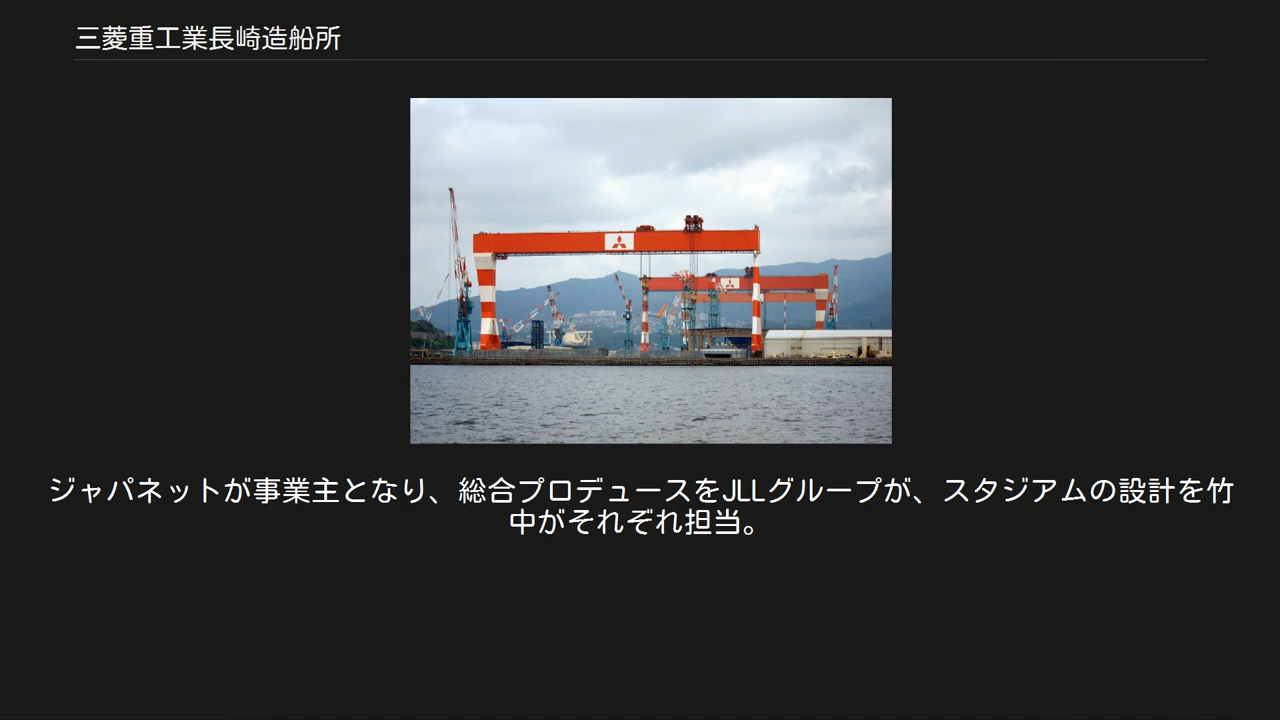 三菱重工業長崎造船所
ジャパネットが事業主となり、総合プロデュースをJLLグループが、スタジアムの設計を竹
中がそれぞれ担当。